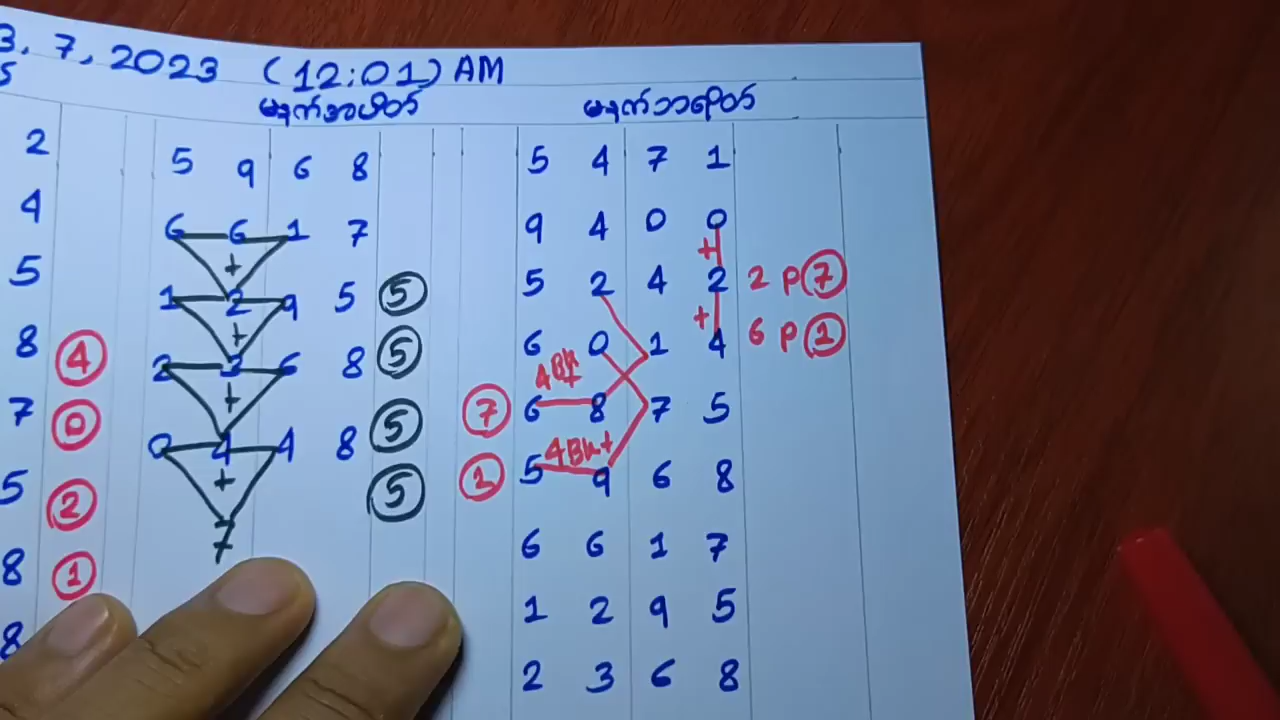 3, 7, 2023 (12:01) AM
5
မနက်အပိတ် မနက်ဘရိတ်
2 5 9 6 8 5 4 7 1
4 6 6 1 7 9 4 0 0
+ +
5 1 2 9 5 5 5 2 4 2 2 P 7
+ +
8 4 2 3 6 8 5 6 0 1 4 6 P 1
+ 4BK+
7 0 0 4 4 8 5 7 6 8 7 5
+ 4BK+
5 2 5 1 5 9 6 8
7
8 1 6 6 1 7
8 1 2 9 5
2 3 6 8